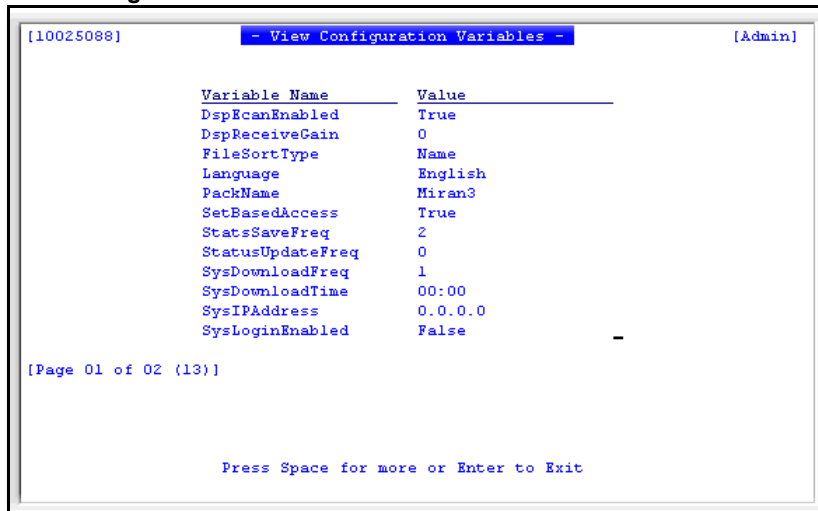 [10025088] - View Configuration Variables - [Admin]
Variable Name Value
DspEcanEnabled True
DspReceiveGain 0
FileSortType Name
Language English
PackName Miran3
SetBasedAccess True
StatsSaveFreq 2
StatusUpdateFreq 0
SysDownloadFreq 1
SysDownloadTime 00:00
SysIPAddress 0.0.0.0
SysLoginEnabled False
[Page 01 of 02 (13)]
Press Space for more or Enter to Exit